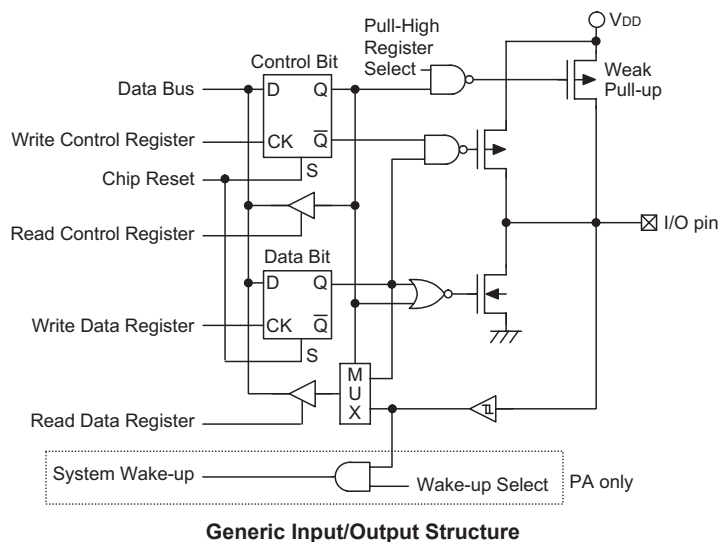 VDD
Pull-High
Register
Select
Control Bit
Weak
Pull-up
Data Bus
D
Q
Write Control Register
CK
Q
Chip Reset
S
I/O pin
Read Control Register
Data Bit
D
Q
Write Data Register
CK
Q
S
M
U
X
Read Data Register
System Wake-up
Wake-up Select
PA only
Generic Input/Output Structure